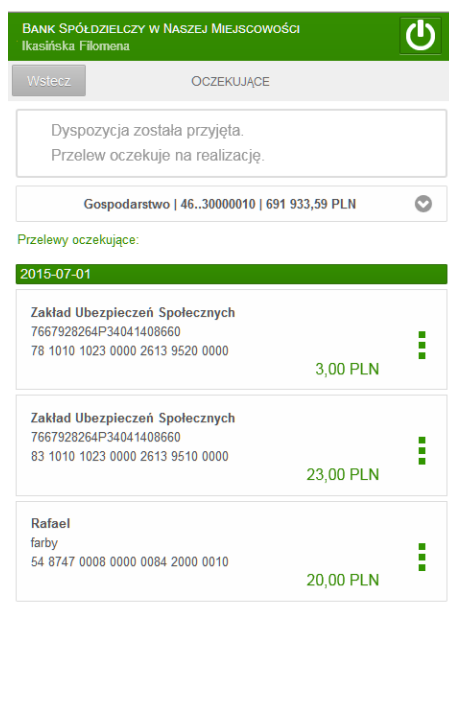 Bank Spółdzielczy w Naszej Miejscowości
Ikasińska Filomena
Wstecz
Oczekujące
Dyspozycja została przyjęta.
Przelew oczekuje na realizację.
Gospodarstwo | 46..30000010 | 691 933,59 PLN
Przelewy oczekujące:
2015-07-01
Zakład Ubezpieczeń Społecznych
7667928264P34041408660
78 1010 1023 0000 2613 9520 0000
3,00 PLN
Zakład Ubezpieczeń Społecznych
7667928264P34041408660
83 1010 1023 0000 2613 9510 0000
23,00 PLN
Rafael
farby
54 8747 0008 0000 0084 2000 0010
20,00 PLN